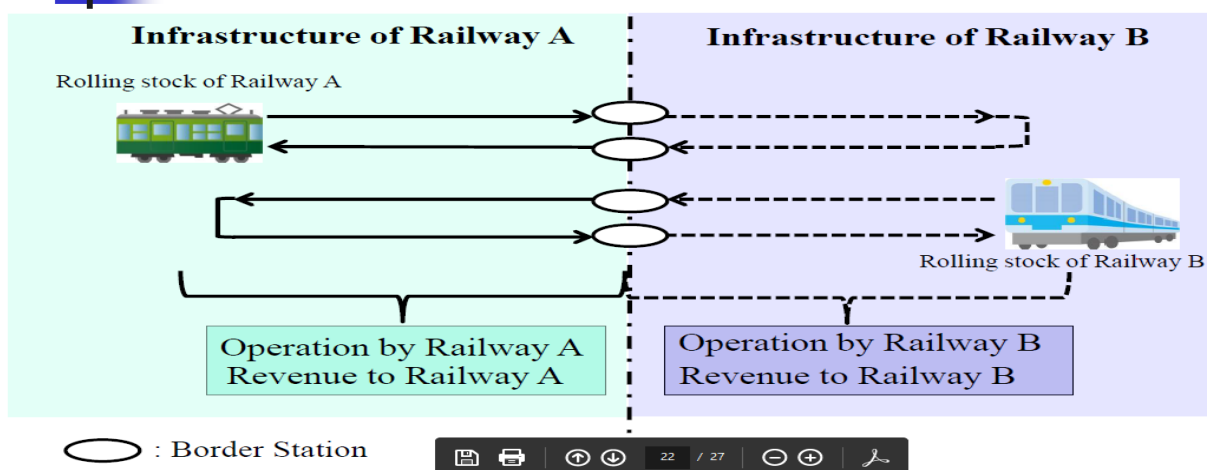 Infrastructure of Railway A
Infrastructure of Railway B
Rolling stock of Railway A
Rolling stock of Railway B
Operation by Railway A
Revenue to Railway A
Operation by Railway B
Revenue to Railway B
: Border Station
22 / 27